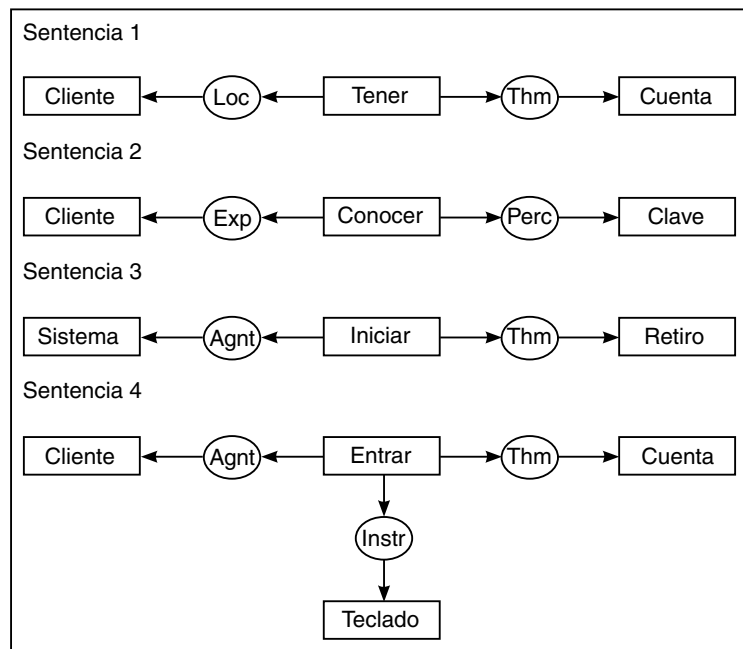 Sentencia 1
Cliente Loc Tener Thm Cuenta
Sentencia 2
Cliente Exp Conocer Perc Clave
Sentencia 3
Sistema Agnt Iniciar Thm Retiro
Sentencia 4
Cliente Agnt Entrar Thm Cuenta
Instr
Teclado